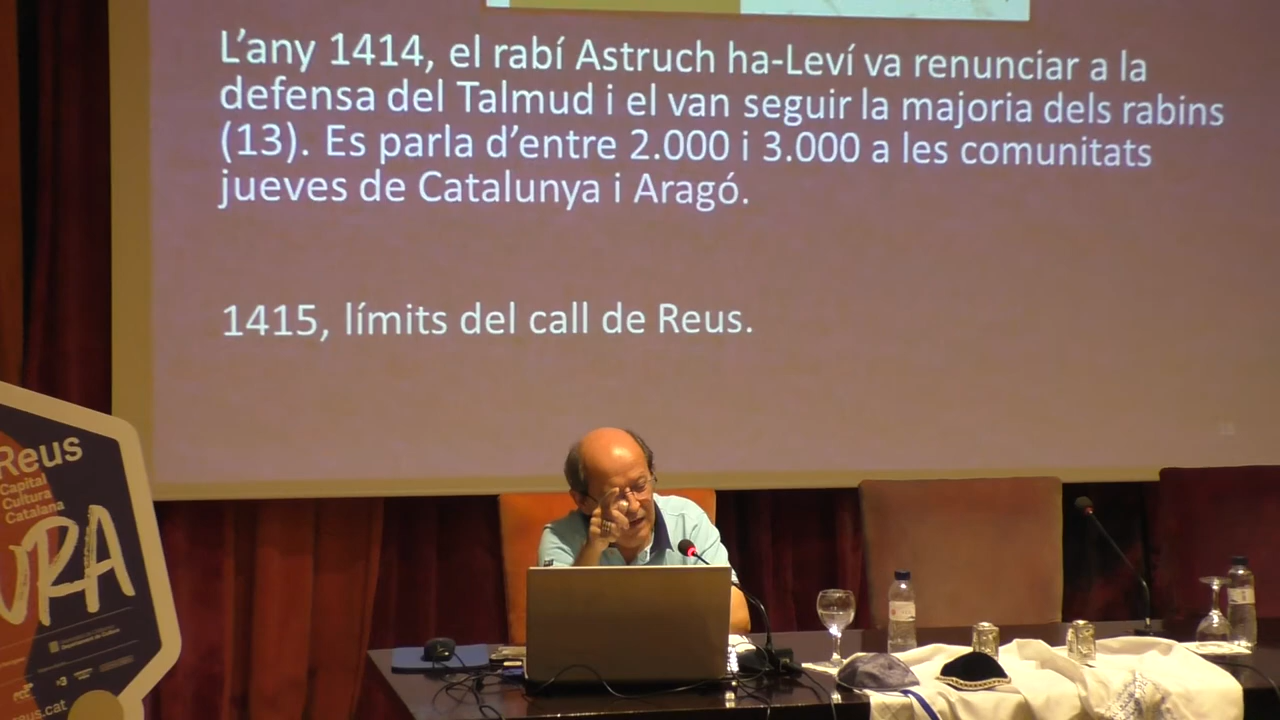 L'any 1414, el rabí Astruch ha-Leví va renunciar a la
defensa del Talmud i el van seguir la majoria dels rabins
(13). Es parla d'entre 2.000 i 3.000 a les comunitats
jueves de Catalunya i Aragó.
1415, límits del call de Reus.
Reus
Capital
Cultura
Catalana
URA
reus.cat